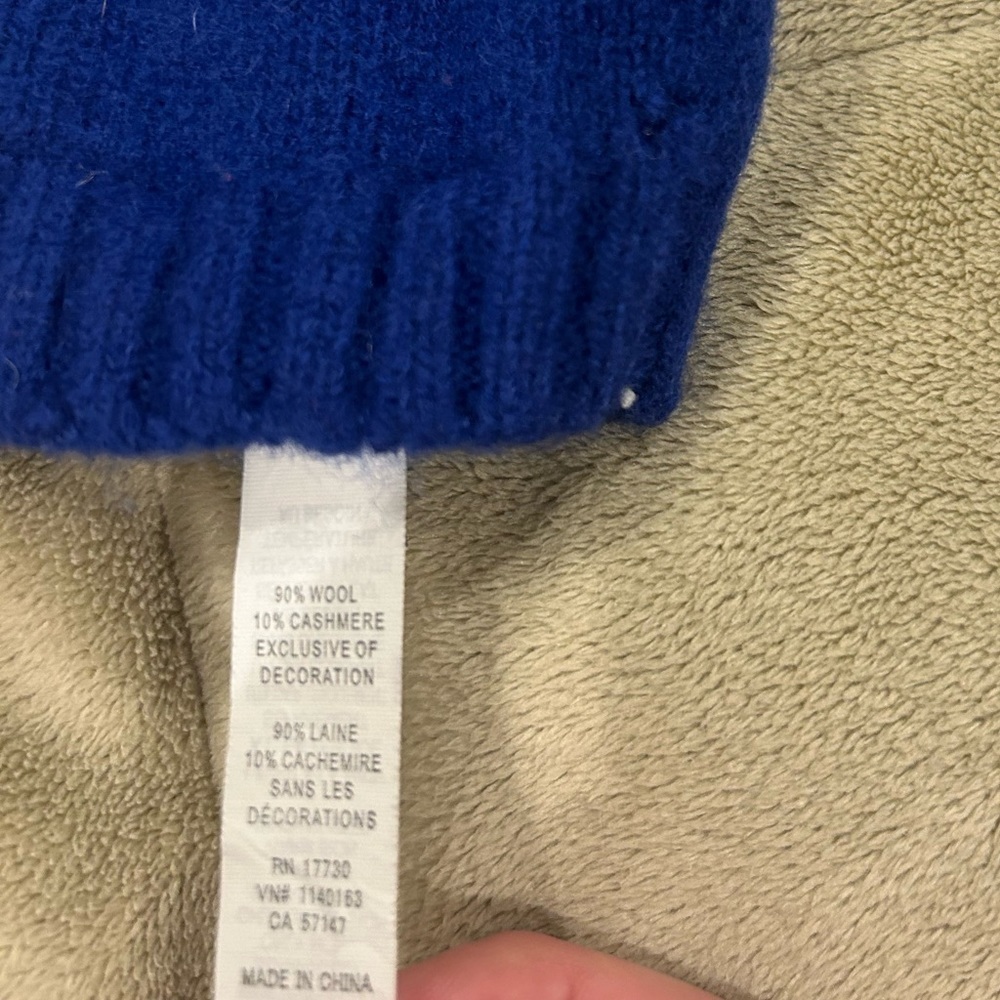 90% WOOL
10% CASHMERE
EXCLUSIVE OF
DECORATION
90% LAINE
10% CACHEMIRE
SANS LES
DÉCORATIONS
RN 17730
VN# 1140163
CA 57147
MADE IN CHINA